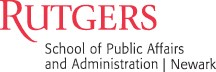 RUTGERS
School of Public Affairs
and Administration | Newark